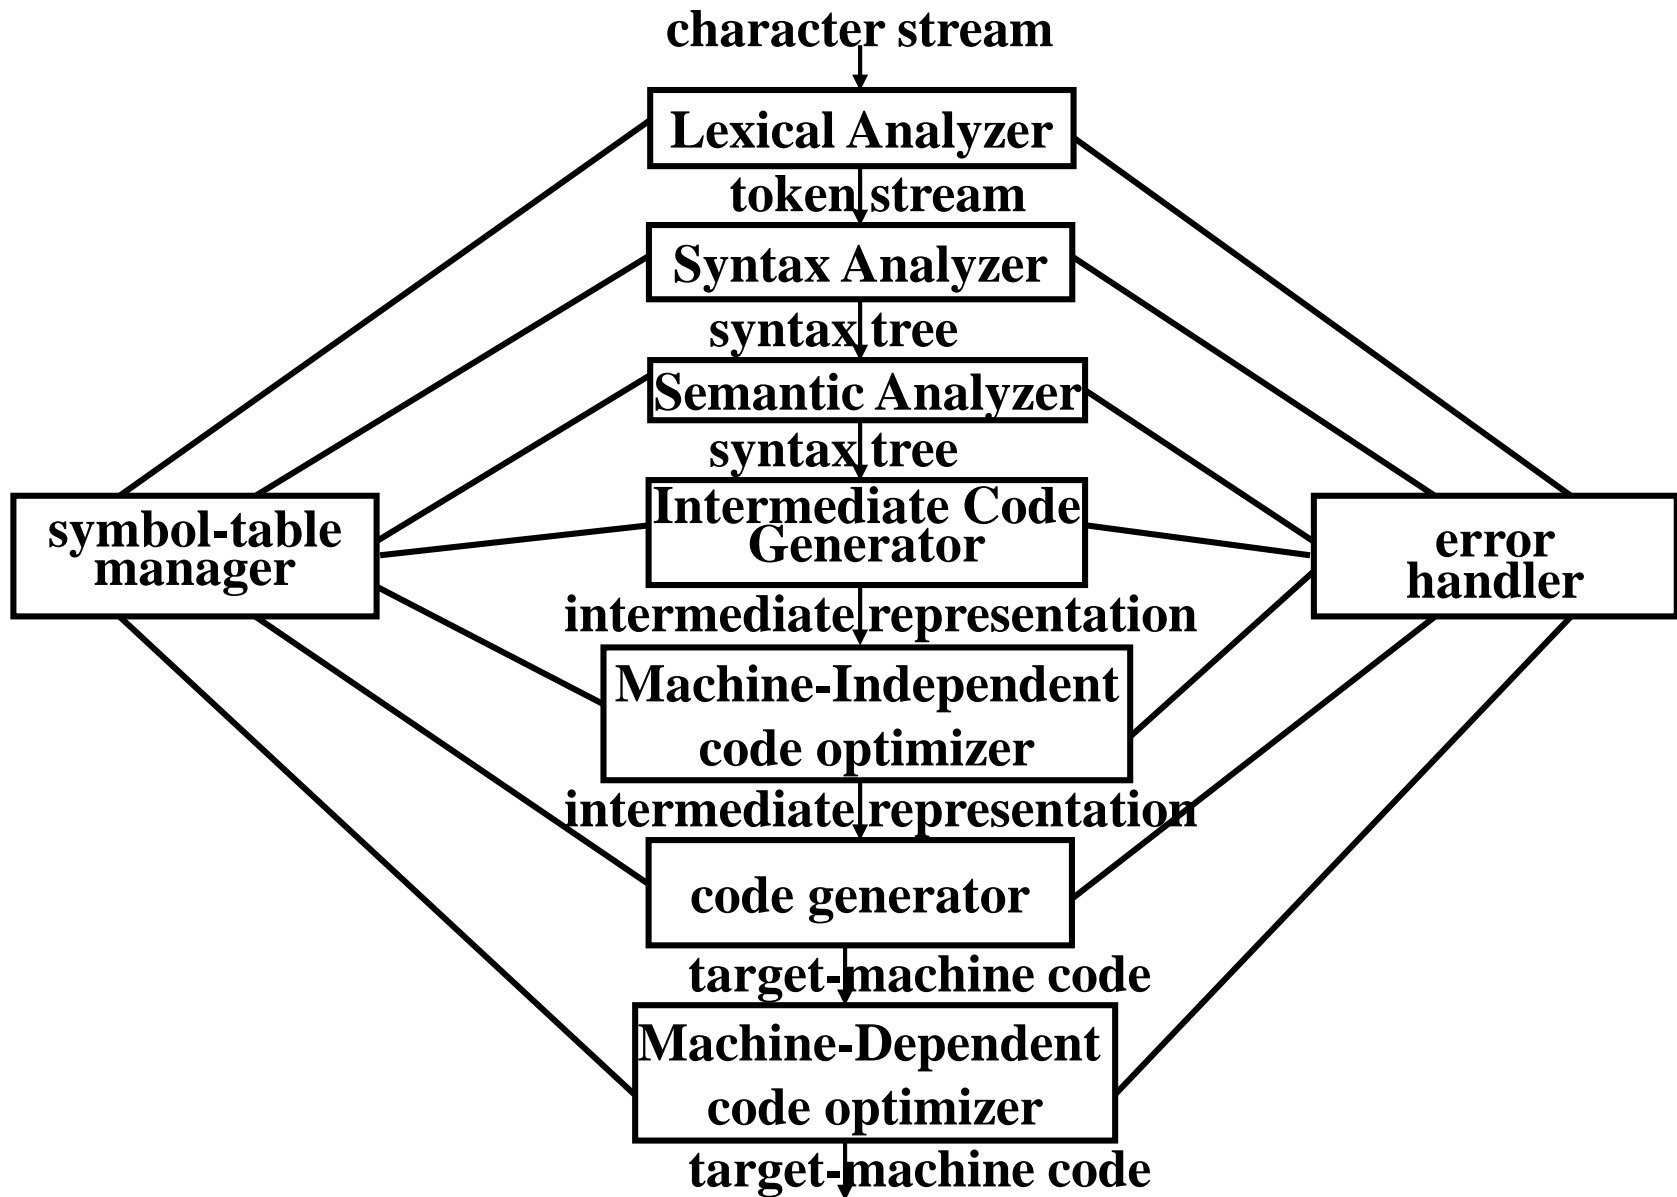 character stream
Lexical Analyzer
token stream
Syntax Analyzer
syntax tree
Semantic Analyzer
syntax tree
Intermediate Code
Generator
symbol-table
manager
error
handler
intermediate representation
Machine-Independent
code optimizer
intermediate representation
code generator
target-machine code
Machine-Dependent
code optimizer
target-machine code